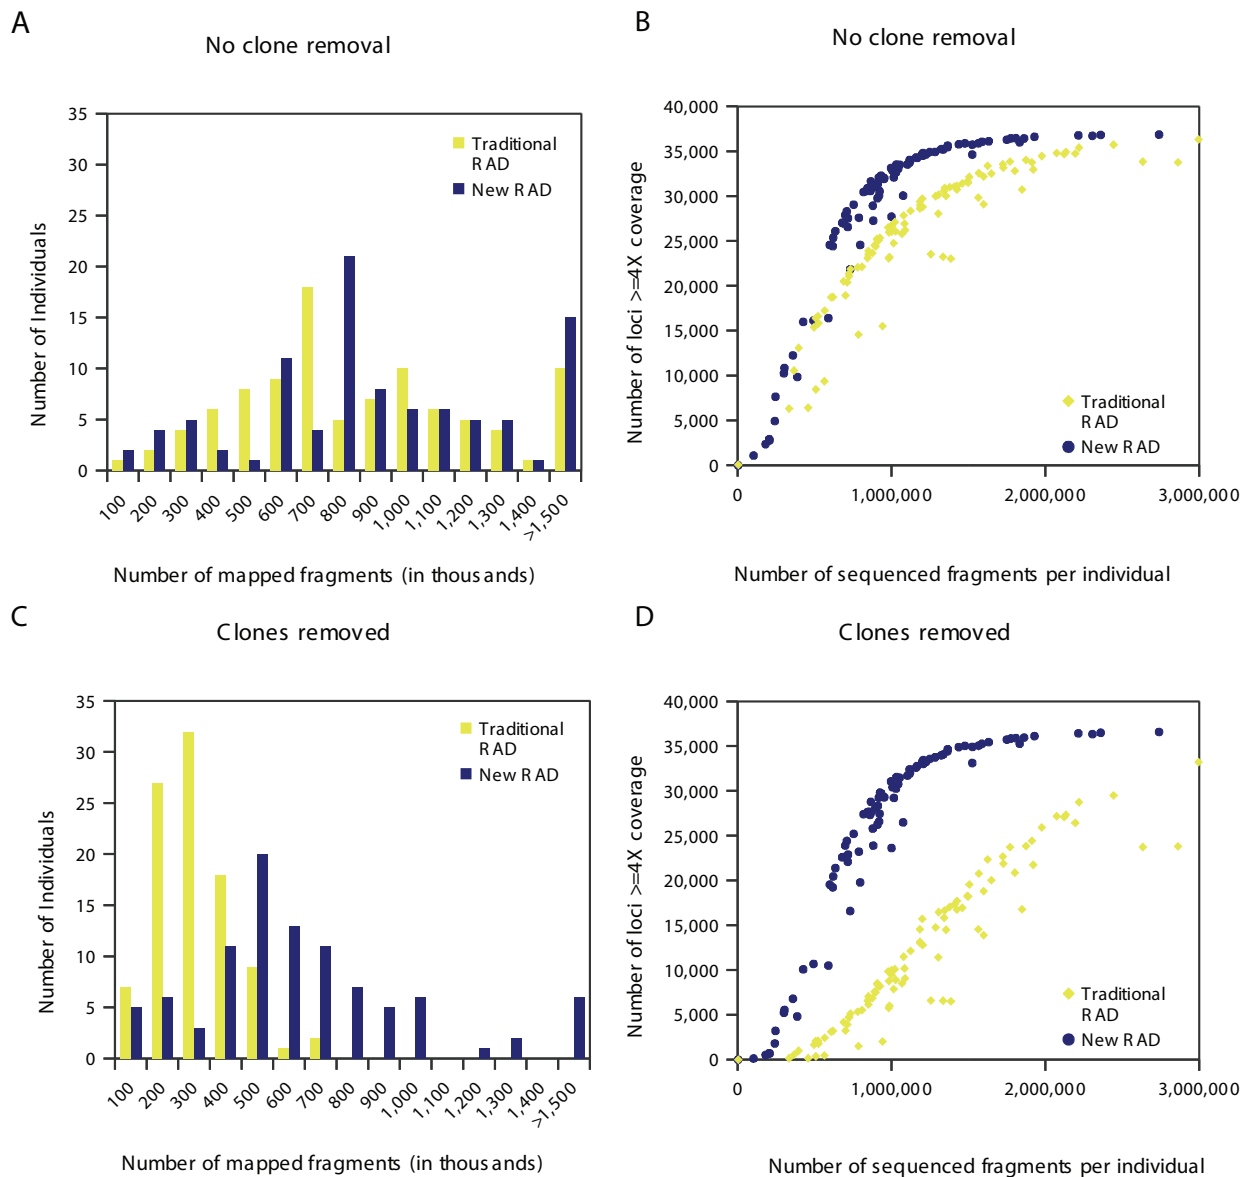 A
No clone removal
35
30
25
20
15
10
5
0
Number of Individuals
Traditional
RAD
New RAD
100
200
300
400
500
600
700
800
900
1,000
1,100
1,200
1,300
1,400
>1,500
Number of mapped fragments (in thousands)
B
No clone removal
40,000
35,000
30,000
25,000
20,000
15,000
10,000
5,000
0
Number of loci >=4X coverage
Traditional
RAD
New RAD
0
1,000,000
2,000,000
3,000,000
Number of sequenced fragments per individual
C
Clones removed
35
30
25
20
15
10
5
0
Number of Individuals
Traditional
RAD
New RAD
100
200
300
400
500
600
700
800
900
1,000
1,100
1,200
1,300
1,400
>1,500
Number of mapped fragments (in thousands)
D
Clones removed
40,000
35,000
30,000
25,000
20,000
15,000
10,000
5,000
0
Number of loci >=4X coverage
Traditional
RAD
New RAD
0
1,000,000
2,000,000
3,000,000
Number of sequenced fragments per individual